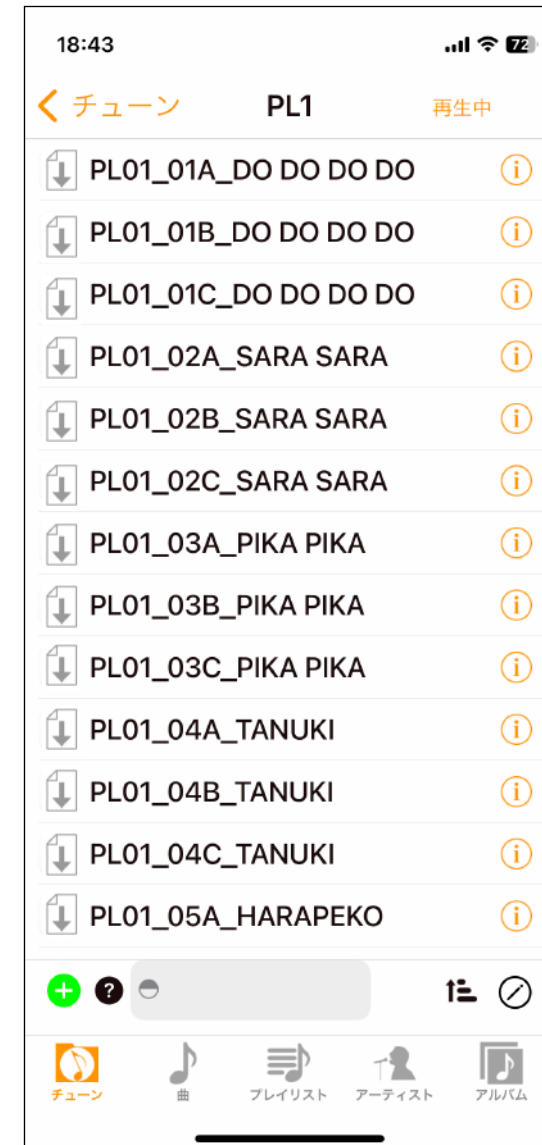 18:43 72
チューン PL1 再生中
PL01_01A_DO DO DO DO
PL01_01B_DO DO DO DO
PL01_01C_DO DO DO DO
PL01_02A_SARA SARA
PL01_02B_SARA SARA
PL01_02C_SARA SARA
PL01_03A_PIKA PIKA
PL01_03B_PIKA PIKA
PL01_03C_PIKA PIKA
PL01_04A_TANUKI
PL01_04B_TANUKI
PL01_04C_TANUKI
PL01_05A_HARAPEKO
チューン 曲 プレイリスト アーティスト アルバム